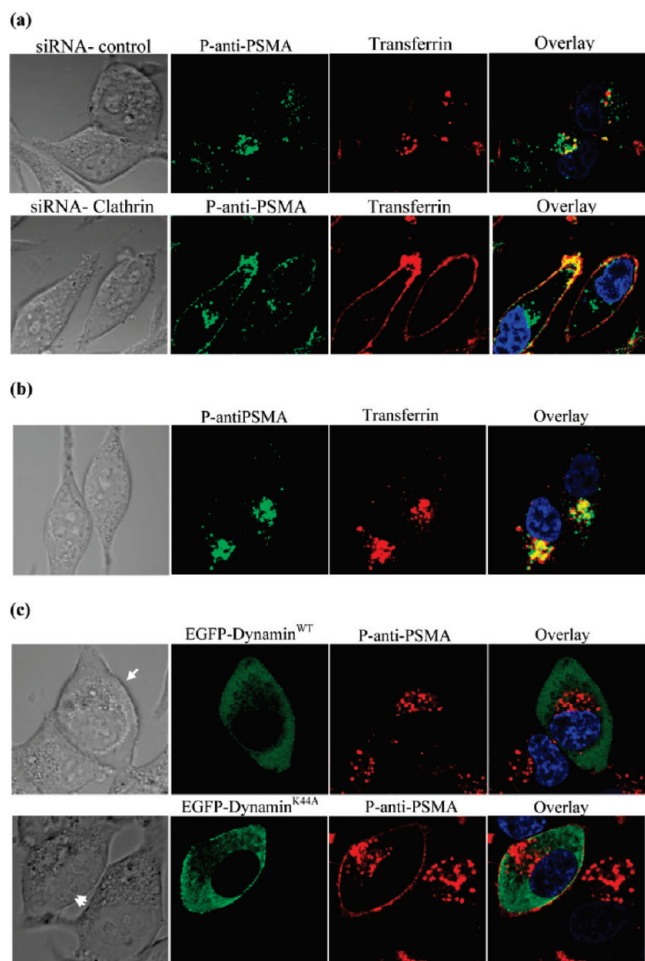 (a)
siRNA- control P-anti-PSMA Transferrin Overlay
siRNA- Clathrin P-anti-PSMA Transferrin Overlay
(b)
P-antiPSMA Transferrin Overlay
(c)
EGFP-Dynamin^WT P-anti-PSMA Overlay
EGFP-Dynamin^K44A P-anti-PSMA Overlay